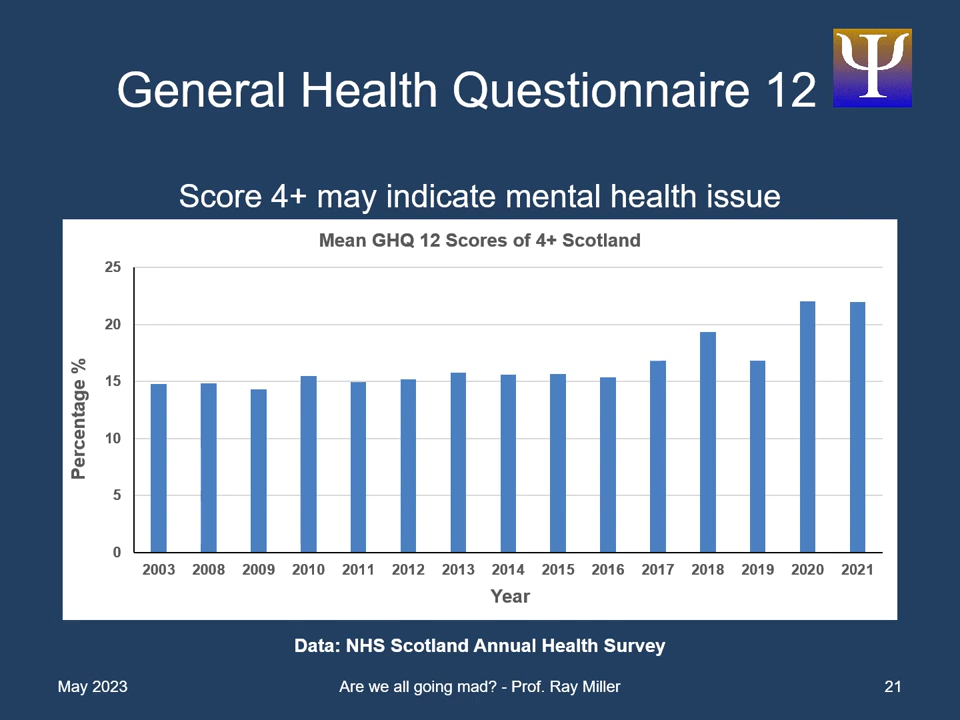 General Health Questionnaire 12
Ψ
Score 4+ may indicate mental health issue
Mean GHQ 12 Scores of 4+ Scotland
25
20
15
10
5
0
Percentage %
2003 2008 2009 2010 2011 2012 2013 2014 2015 2016 2017 2018 2019 2020 2021
Year
Data: NHS Scotland Annual Health Survey
May 2023 Are we all going mad? - Prof. Ray Miller 21